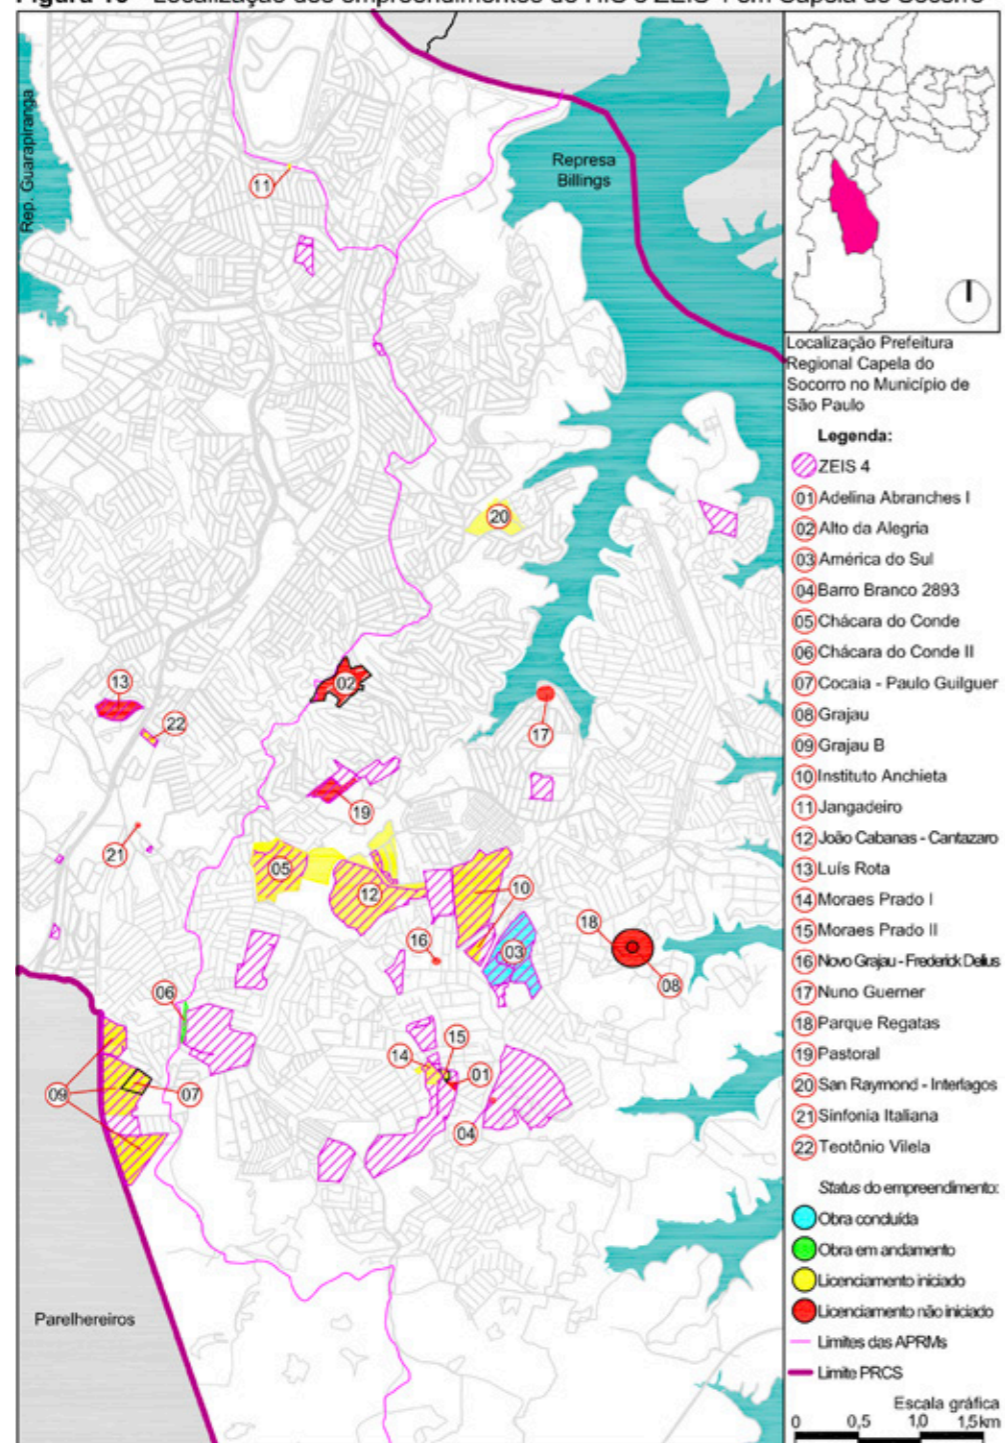 Figura 10 - Localização dos empreendimentos de HIS e ZEIS 4 em Capela do Socorro
Rep. Guarapiranga
Represa
Billings
11
20
02
13
22
17
19
21
05
12
10
03
16
18
08
06
15
14
01
09
07
04
Parelhereiros
Localização Prefeitura
Regional Capela do
Socorro no Município de
São Paulo
Legenda:
ZEIS 4
01 Adelina Abranches I
02 Alto da Alegria
03 América do Sul
04 Barro Branco 2893
05 Chácara do Conde
06 Chácara do Conde II
07 Cocaia - Paulo Guilguer
08 Grajau
09 Grajau B
10 Instituto Anchieta
11 Jangadeiro
12 João Cabanas - Cantazaro
13 Luís Rota
14 Moraes Prado I
15 Moraes Prado II
16 Novo Grajau - Frederick Delius
17 Nuno Guerner
18 Parque Regatas
19 Pastoral
20 San Raymond - Interlagos
21 Sinfonia Italiana
22 Teotônio Vilela
Status do empreendimento:
Obra concluída
Obra em andamento
Licenciamento iniciado
Licenciamento não iniciado
Limites das APRMs
Limite PRCS
Escala gráfica
0 0,5 1,0 1,5km